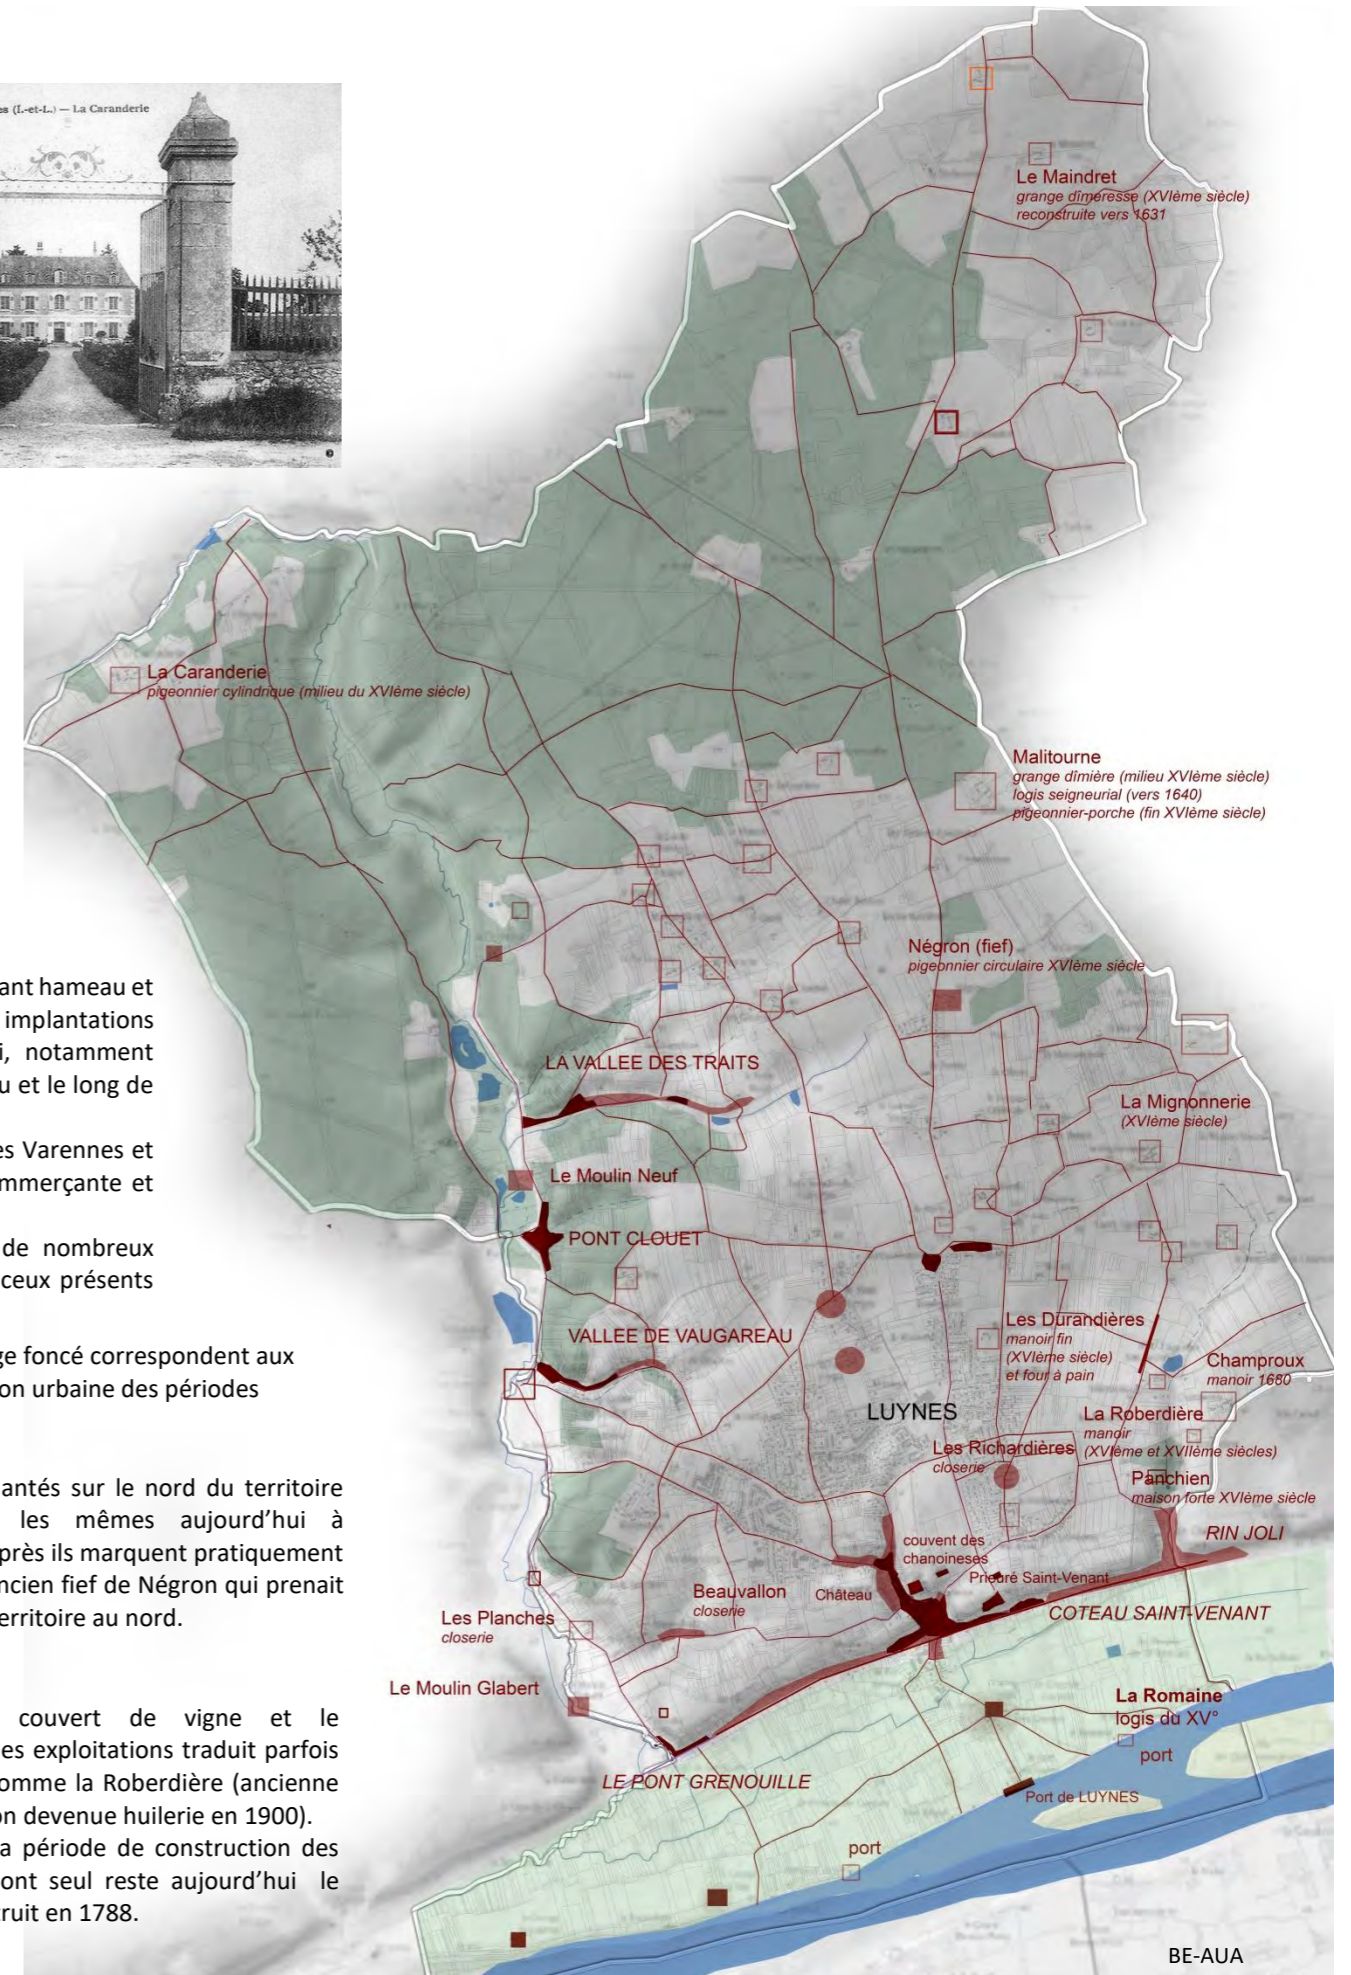 es (I.-et-L.) — La Caranderie
Le Maindret
grange dîmeresse (XVIème siècle)
reconstruite vers 1631
La Caranderie
pigeonnier cylindrique (milieu du XVIème siècle)
Malitourne
grange dîmière (milieu XVIème siècle)
logis seigneurial (vers 1640)
pigeonnier-porche (fin XVIème siècle)
Négron (fief)
pigeonnier circulaire XVIème siècle
ant hameau et
implantations
i, notamment
u et le long de
es Varennes et
mmerçante et
de nombreux
ceux présents
ge foncé correspondent aux
on urbaine des périodes
antés sur le nord du territoire
les mêmes aujourd’hui à
près ils marquent pratiquement
ncien fief de Négron qui prenait
erritoire au nord.
couvert de vigne et le
es exploitations traduit parfois
omme la Roberdière (ancienne
on devenue huilerie en 1900).
a période de construction des
ont seul reste aujourd’hui le
truit en 1788.
LA VALLEE DES TRAITS
La Mignonnerie
(XVIème siècle)
Le Moulin Neuf
PONT CLOUET
VALLEE DE VAUGAREAU
Les Durandières
manoir fin
(XVIème siècle)
et four à pain
Champroux
manoir 1680
LUYNES
La Roberdière
manoir
(XVIème et XVIIème siècles)
Les Richardières
closerie
Panchien
maison forte XVIème siècle
RIN JOLI
couvent des
chanoineses
Prieuré Saint-Venant
Château
Beauvallon
closerie
COTEAU SAINT-VENANT
Les Planches
closerie
Le Moulin Glabert
La Romaine
logis du XV°
port
LE PONT GRENOUILLE
Port de LUYNES
port
BE-AUA